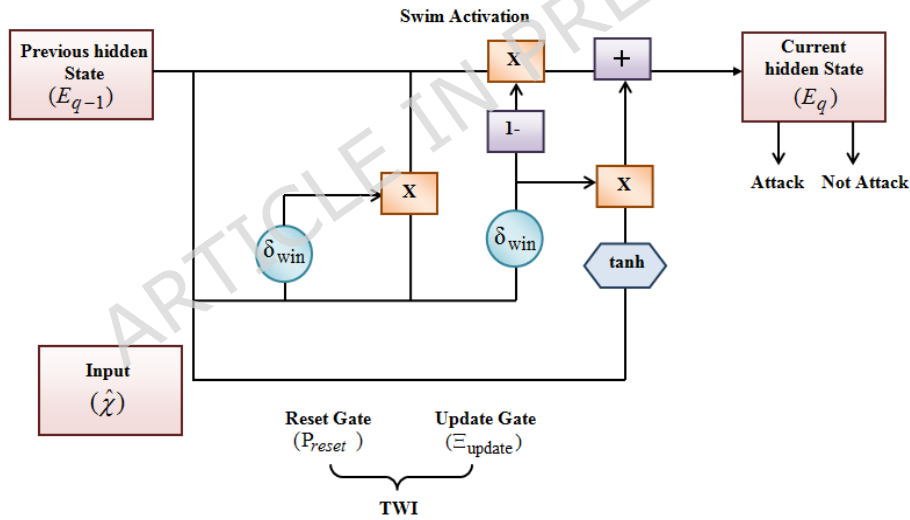 Swim Activation
Previous hidden
State
(E_{q-1})
X
+
Current
hidden State
(E_q)
1-
X
X
Attack
Not Attack
δ_win
δ_win
tanh
Input
(χ̂)
Reset Gate
(P_reset)
Update Gate
(Ξ_update)
TWI
ARTICLE IN PRE